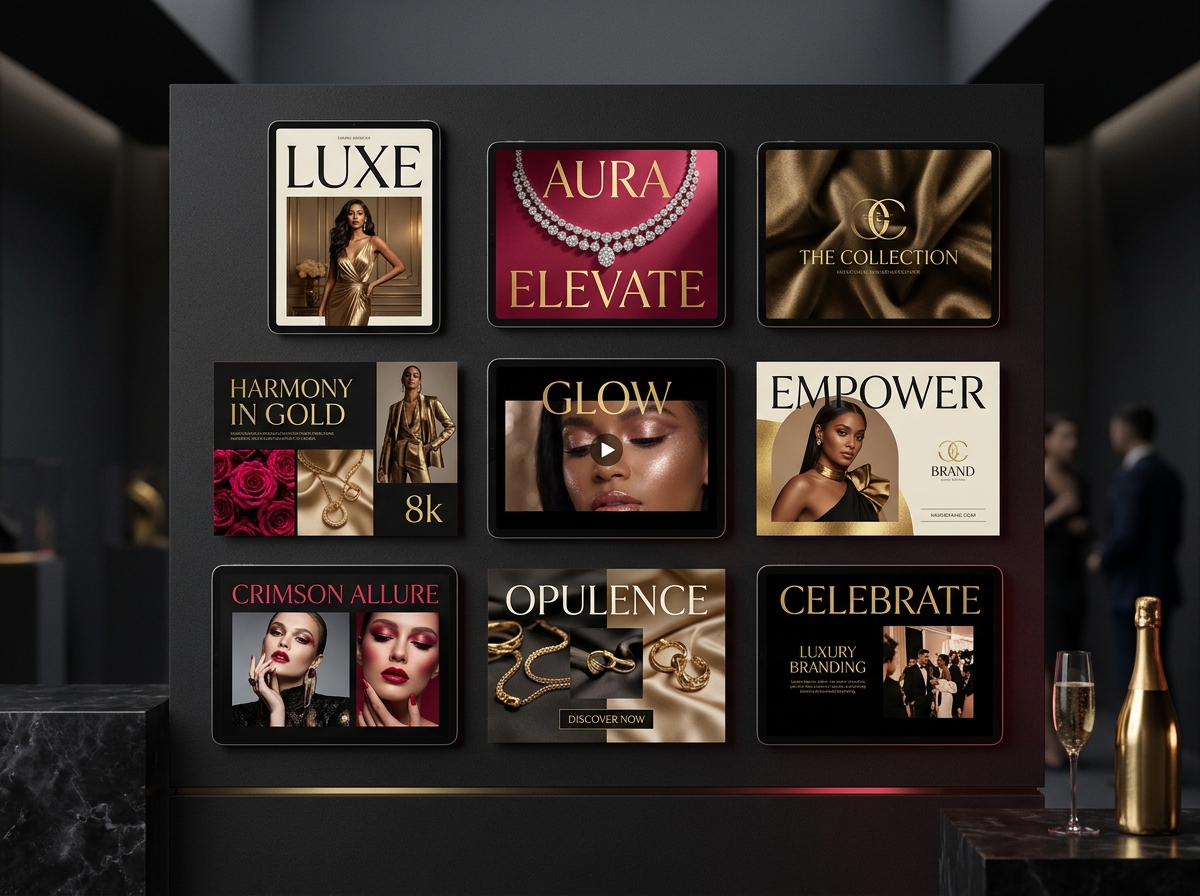 LUXE
AURA
ELEVATE
THE COLLECTION
HARMONY
IN GOLD
8k
GLOW
EMPOWER
BRAND
CRIMSON ALLURE
OPULENCE
DISCOVER NOW
CELEBRATE
LUXURY
BRANDING